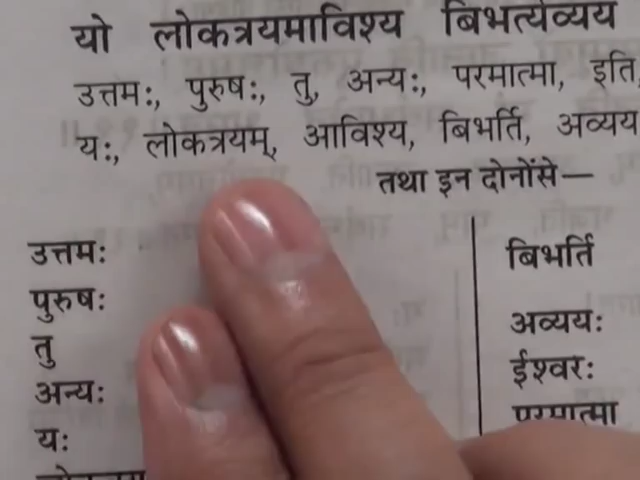 यो लोकत्रयमाविश्य बिभर्त्यव्यय
उत्तमः, पुरुषः, तु, अन्यः, परमात्मा, इति,
यः, लोकत्रयम्, आविश्य, बिभर्ति, अव्यय
तथा इन दोनोंसे—
उत्तमः
पुरुषः
तु
अन्यः
यः
बिभर्ति
अव्ययः
ईश्वरः
परमात्मा